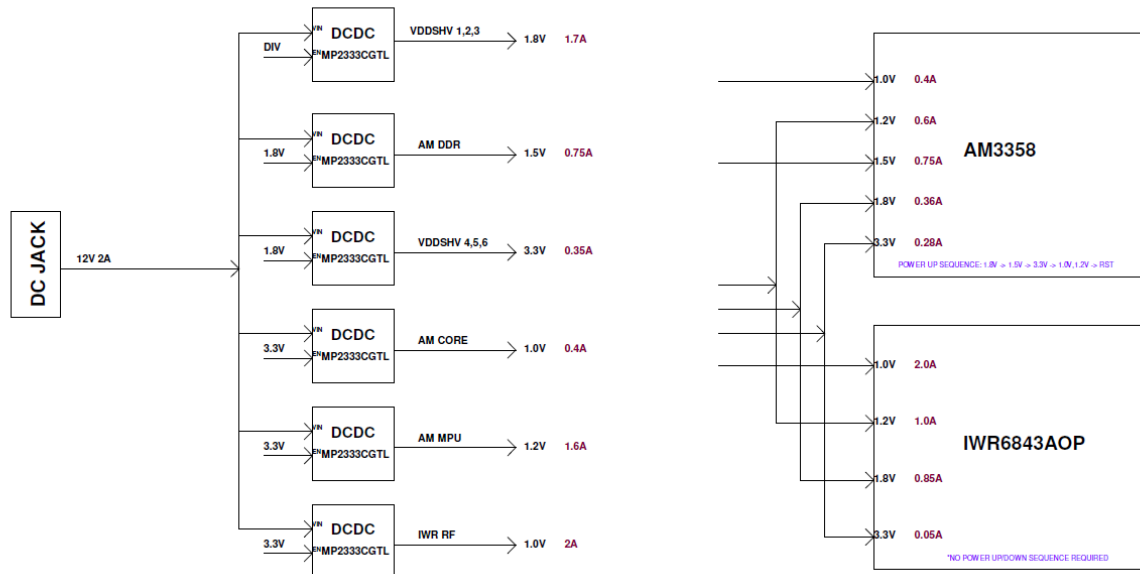 DC JACK
12V 2A
VIN
DCDC
DIV
EN
MP2333CGTL
VDDSHV 1,2,3
1.8V 1.7A
VIN
DCDC
1.8V
EN
MP2333CGTL
AM DDR
1.5V 0.75A
VIN
DCDC
1.8V
EN
MP2333CGTL
VDDSHV 4,5,6
3.3V 0.35A
VIN
DCDC
3.3V
EN
MP2333CGTL
AM CORE
1.0V 0.4A
VIN
DCDC
3.3V
EN
MP2333CGTL
AM MPU
1.2V 1.6A
VIN
DCDC
3.3V
EN
MP2333CGTL
IWR RF
1.0V 2A
1.0V 0.4A
1.2V 0.6A
AM3358
1.5V 0.75A
1.8V 0.36A
3.3V 0.28A
POWER UP SEQUENCE: 1.8V -> 1.5V -> 3.3V -> 1.0V,1.2V -> RST
1.0V 2.0A
1.2V 1.0A
IWR6843AOP
1.8V 0.85A
3.3V 0.05A
*NO POWER UP/DOWN SEQUENCE REQUIRED